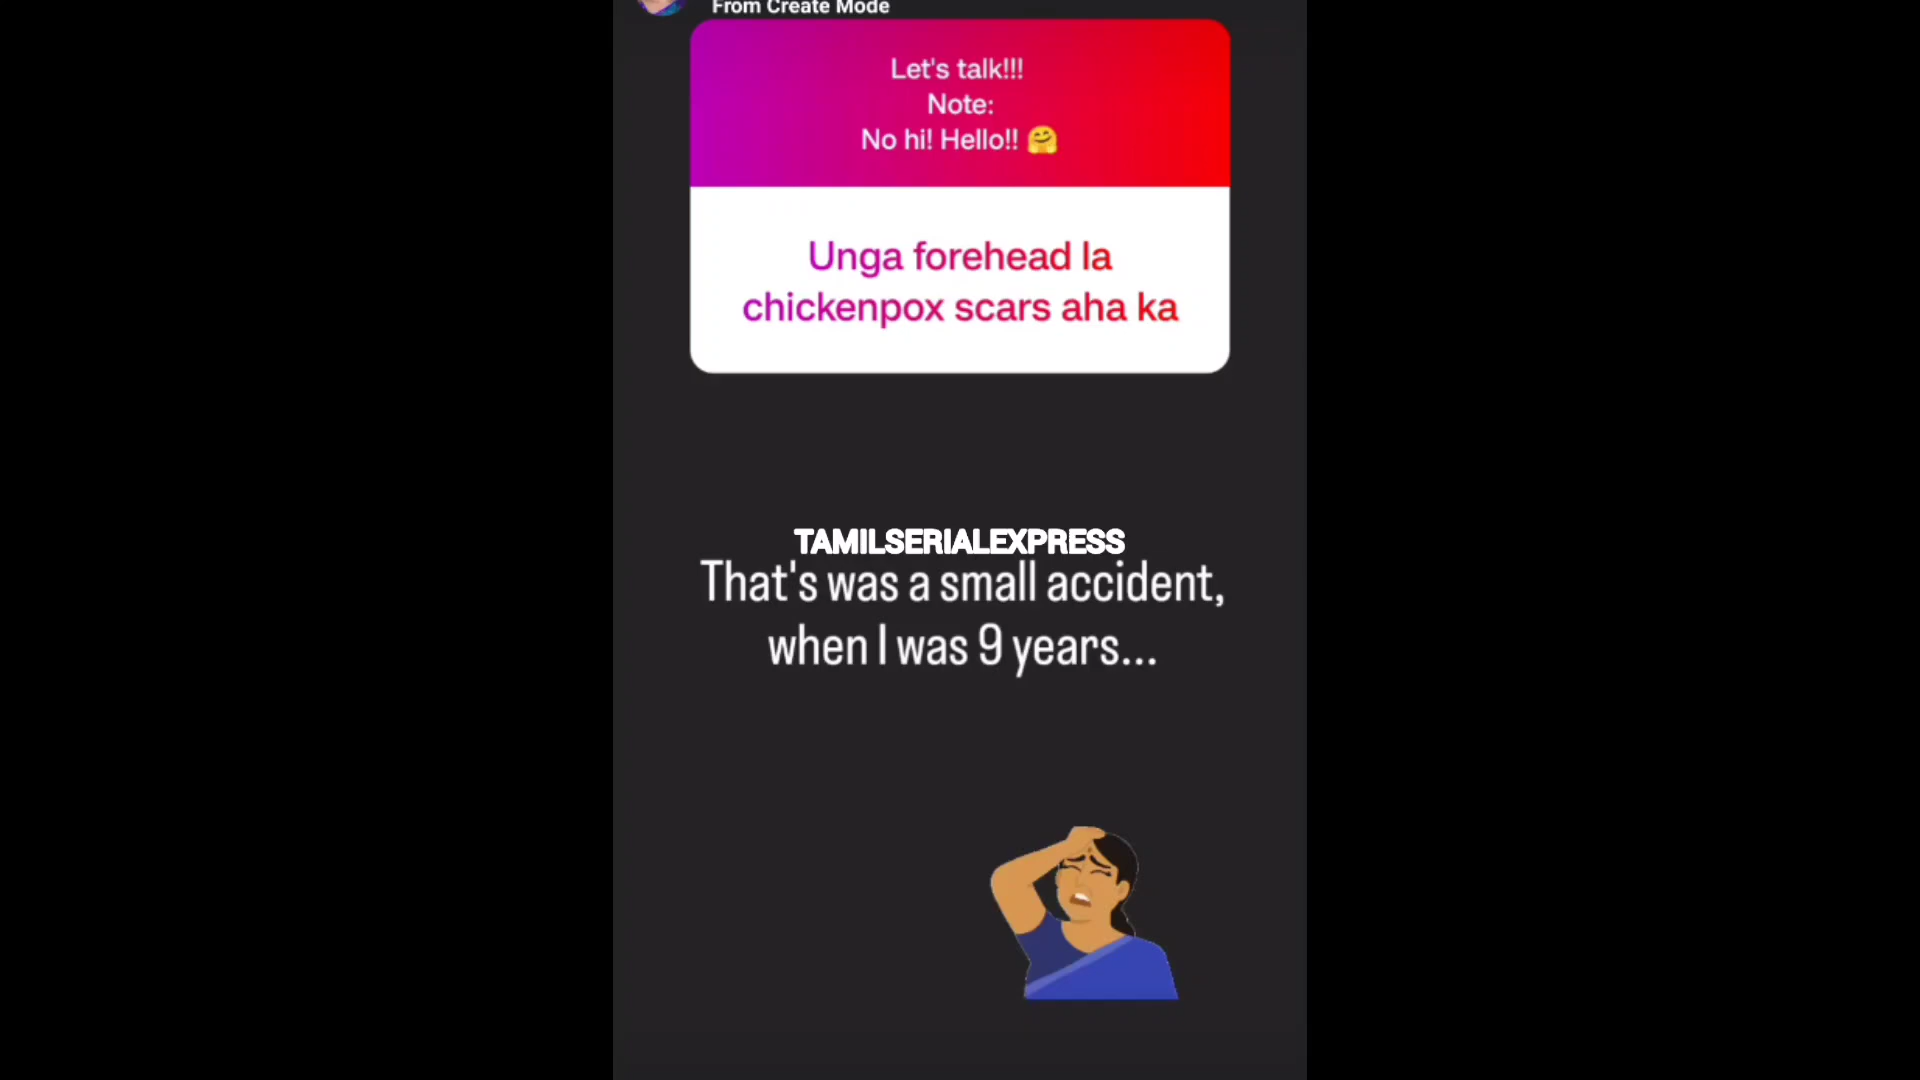 From Create Mode
Let's talk!!!
Note:
No hi! Hello!! 🤗
Unga forehead la
chickenpox scars aha ka
TAMILSERIALEXPRESS
That's was a small accident,
when I was 9 years...